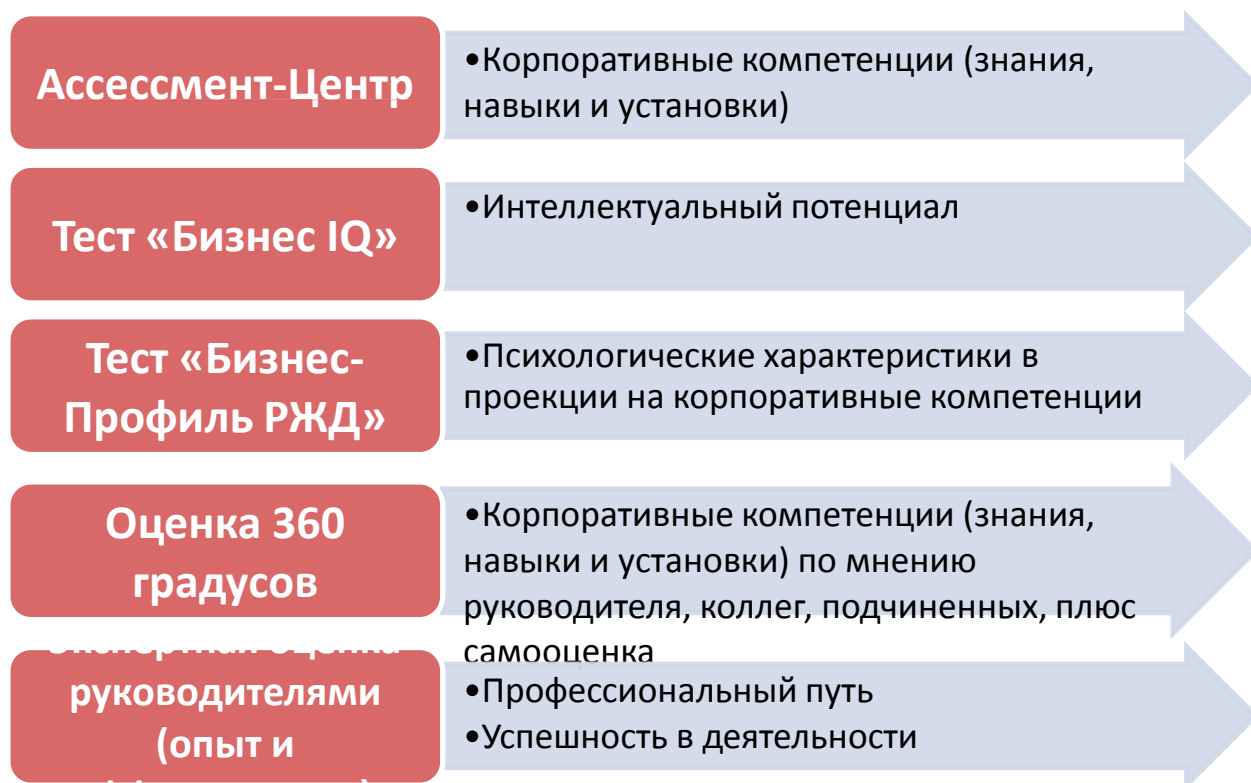 Ассессмент-Центр
•Корпоративные компетенции (знания,
навыки и установки)
Тест «Бизнес IQ»
•Интеллектуальный потенциал
Тест «Бизнес-
Профиль РЖД»
•Психологические характеристики в
проекции на корпоративные компетенции
Оценка 360
градусов
•Корпоративные компетенции (знания,
навыки и установки) по мнению
руководителя, коллег, подчиненных, плюс
самооценка
Экспертная оценка
руководителями
(опыт и
•Профессиональный путь
•Успешность в деятельности